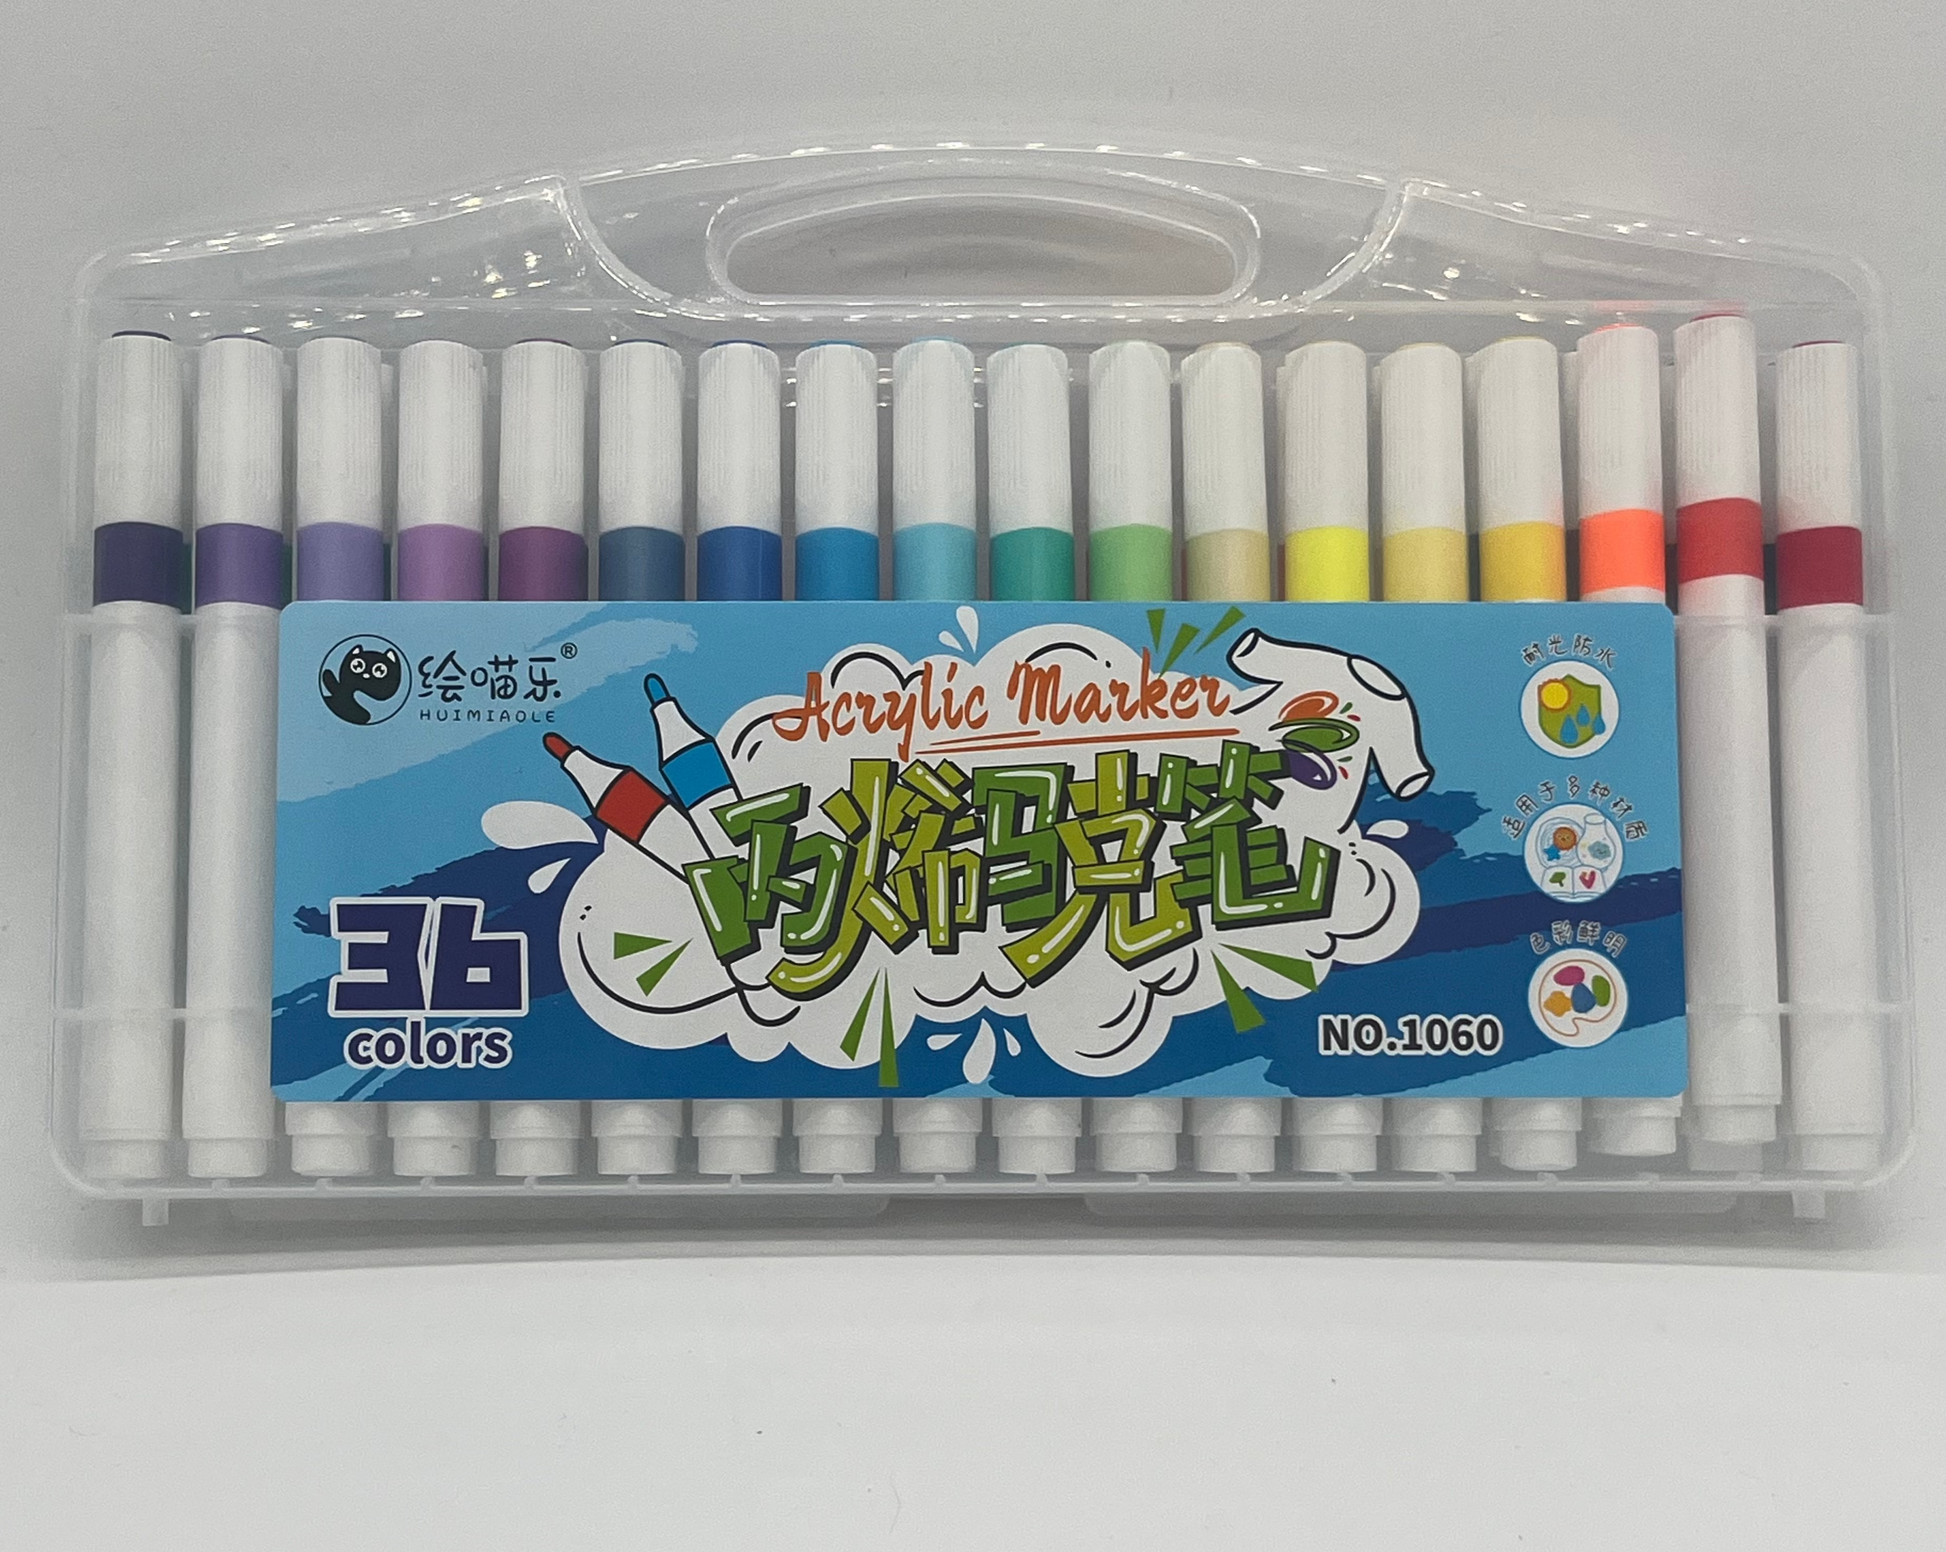 绘喵乐®
HUIMIAOLE
Acrylic Marker
丙烯马克笔
36
colors
NO.1060
耐光防水
适用于多种材质
色彩鲜明